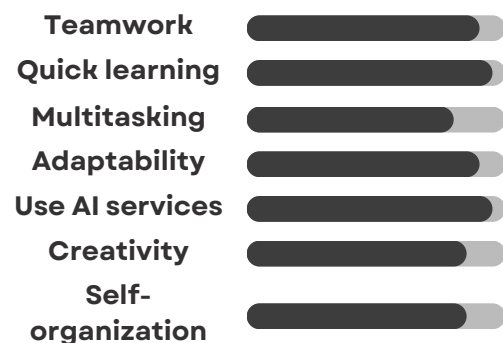 Teamwork
Quick learning
Multitasking
Adaptability
Use AI services
Creativity
Self-
organization